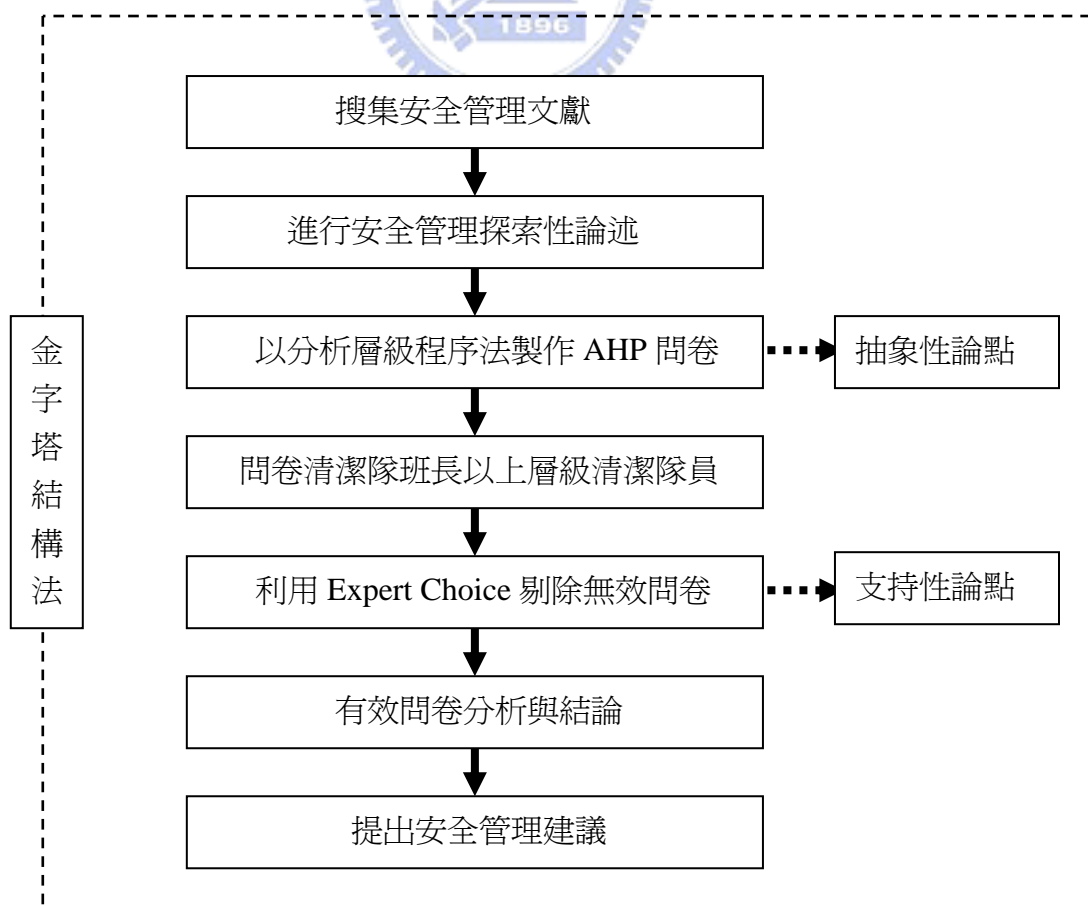 1896
搜集安全管理文獻
進行安全管理探索性論述
金字塔結構法
以分析層級程序法製作 AHP 問卷
抽象性論點
問卷清潔隊班長以上層級清潔隊員
利用 Expert Choice 剔除無效問卷
支持性論點
有效問卷分析與結論
提出安全管理建議